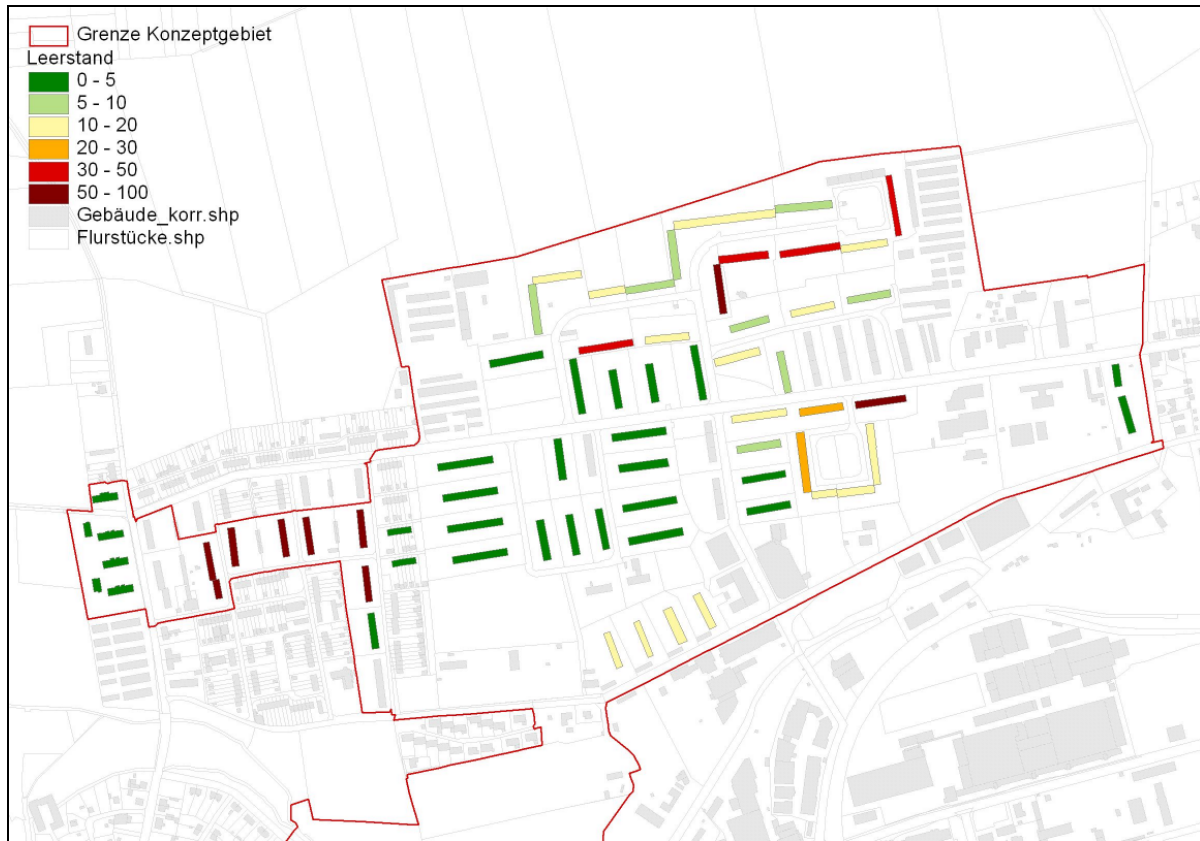 Grenze Konzeptgebiet
Leerstand
0 - 5
5 - 10
10 - 20
20 - 30
30 - 50
50 - 100
Gebäude_korr.shp
Flurstücke.shp